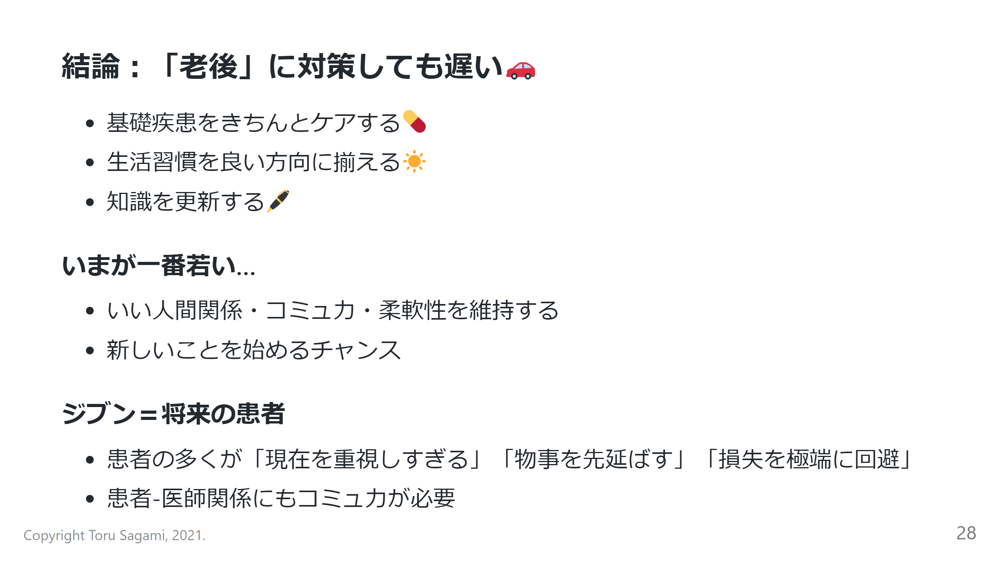 結論：「老後」に対策しても遅い🚗
• 基礎疾患をきちんとケアする💊
• 生活習慣を良い方向に揃える☀
• 知識を更新する🖋
いまが一番若い...
• いい人間関係・コミュ力・柔軟性を維持する
• 新しいことを始めるチャンス
ジブン＝将来の患者
• 患者の多くが「現在を重視しすぎる」「物事を先延ばす」「損失を極端に回避」
• 患者-医師関係にもコミュ力が必要
Copyright Toru Sagami, 2021.
28